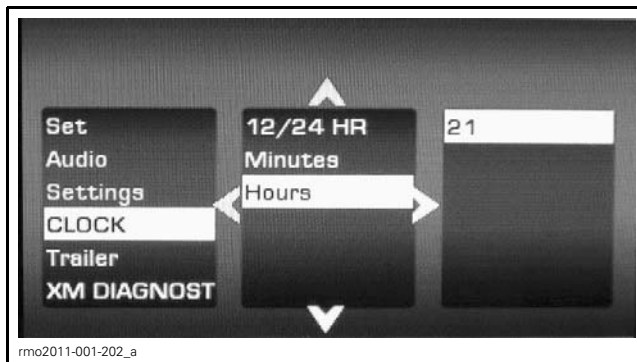 Set
Audio
Settings
CLOCK
Trailer
XM DIAGNOST
12/24 HR
Minutes
Hours
21
rmo2011-001-202_a